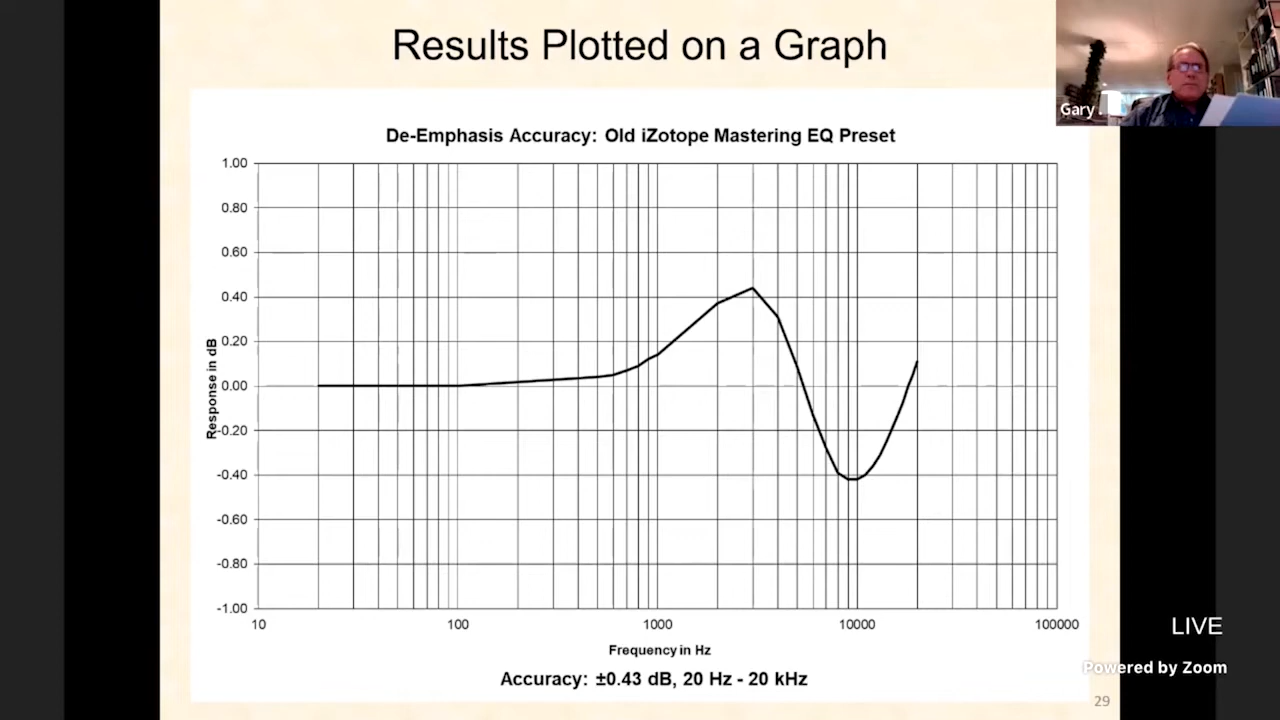 Results Plotted on a Graph
Gary
De-Emphasis Accuracy: Old iZotope Mastering EQ Preset
1.00
0.80
0.60
0.40
0.20
0.00
-0.20
-0.40
-0.60
-0.80
-1.00
Response in dB
10 100 1000 10000 100000
Frequency in Hz
Accuracy: ±0.43 dB, 20 Hz - 20 kHz
LIVE
Powered by Zoom
29